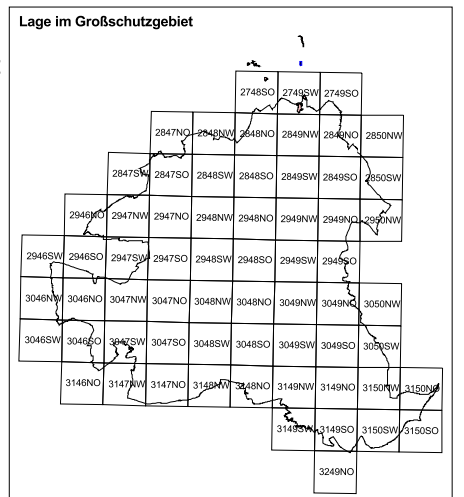 Lage im Großschutzgebiet
2748SO 2749SW 2749SO
2847NO 2848NW 2848NO 2849NW 2849NO 2850NW
2847SW 2847SO 2848SW 2848SO 2849SW 2849SO 2850SW
2946NO 2947NW 2947NO 2948NW 2948NO 2949NW 2949NO 2950NW
2946SW 2946SO 2947SW 2947SO 2948SW 2948SO 2949SW 2949SO
3046NW 3046NO 3047NW 3047NO 3048NW 3048NO 3049NW 3049NO 3050NW
3046SW 3046SO 3047SW 3047SO 3048SW 3048SO 3049SW 3049SO 3050SW
3146NO 3147NW 3147NO 3148NW 3148NO 3149NW 3149NO 3150NW 3150NO
3149SW 3149SO 3150SW 3150SO
3249NO